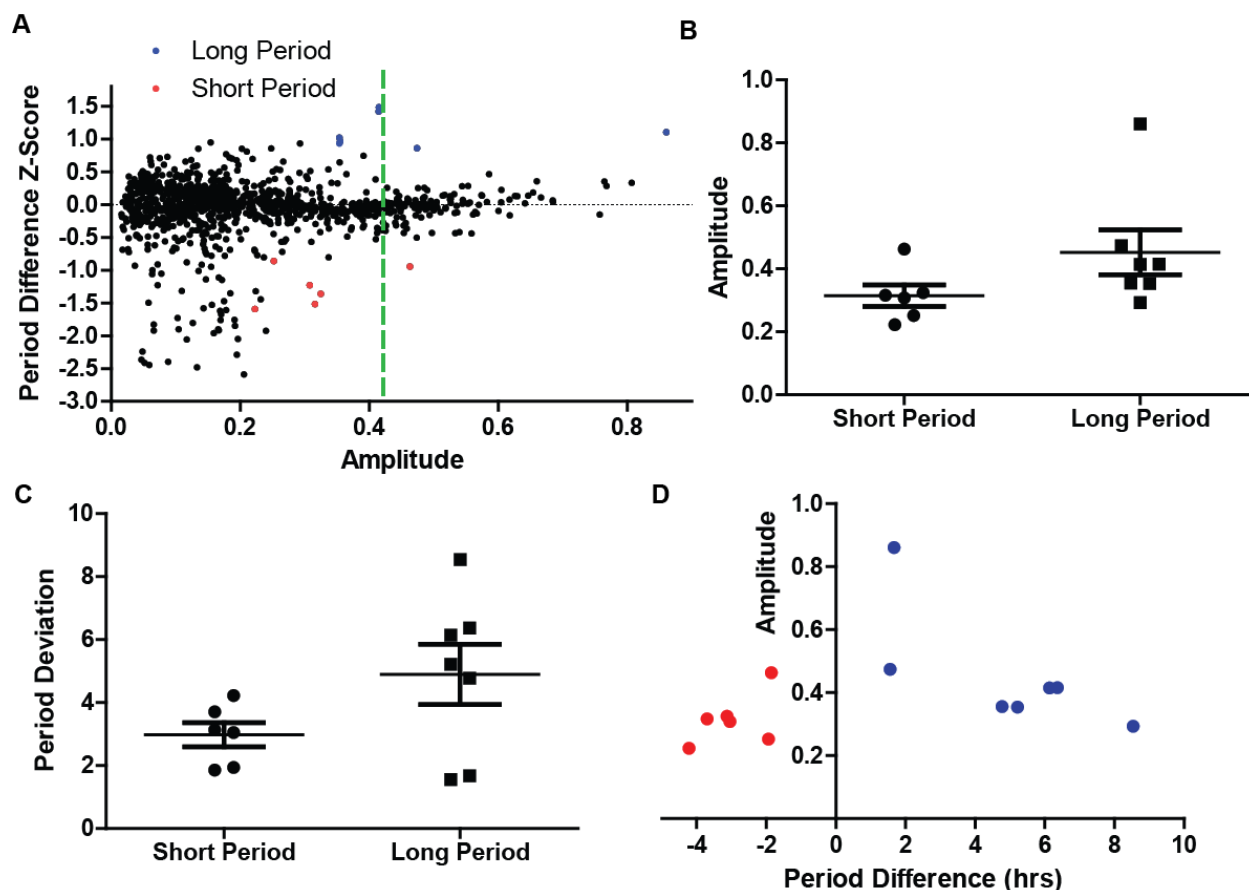 A
Long Period
Short Period
Period Difference Z-Score
1.5
1.0
0.5
0.0
-0.5
-1.0
-1.5
-2.0
-2.5
-3.0
0.0 0.2 0.4 0.6 0.8
Amplitude
B
Amplitude
1.0
0.8
0.6
0.4
0.2
0.0
Short Period Long Period
C
Period Deviation
10
8
6
4
2
0
Short Period Long Period
D
Amplitude
1.0
0.8
0.6
0.4
0.2
-4 -2 0 2 4 6 8 10
Period Difference (hrs)